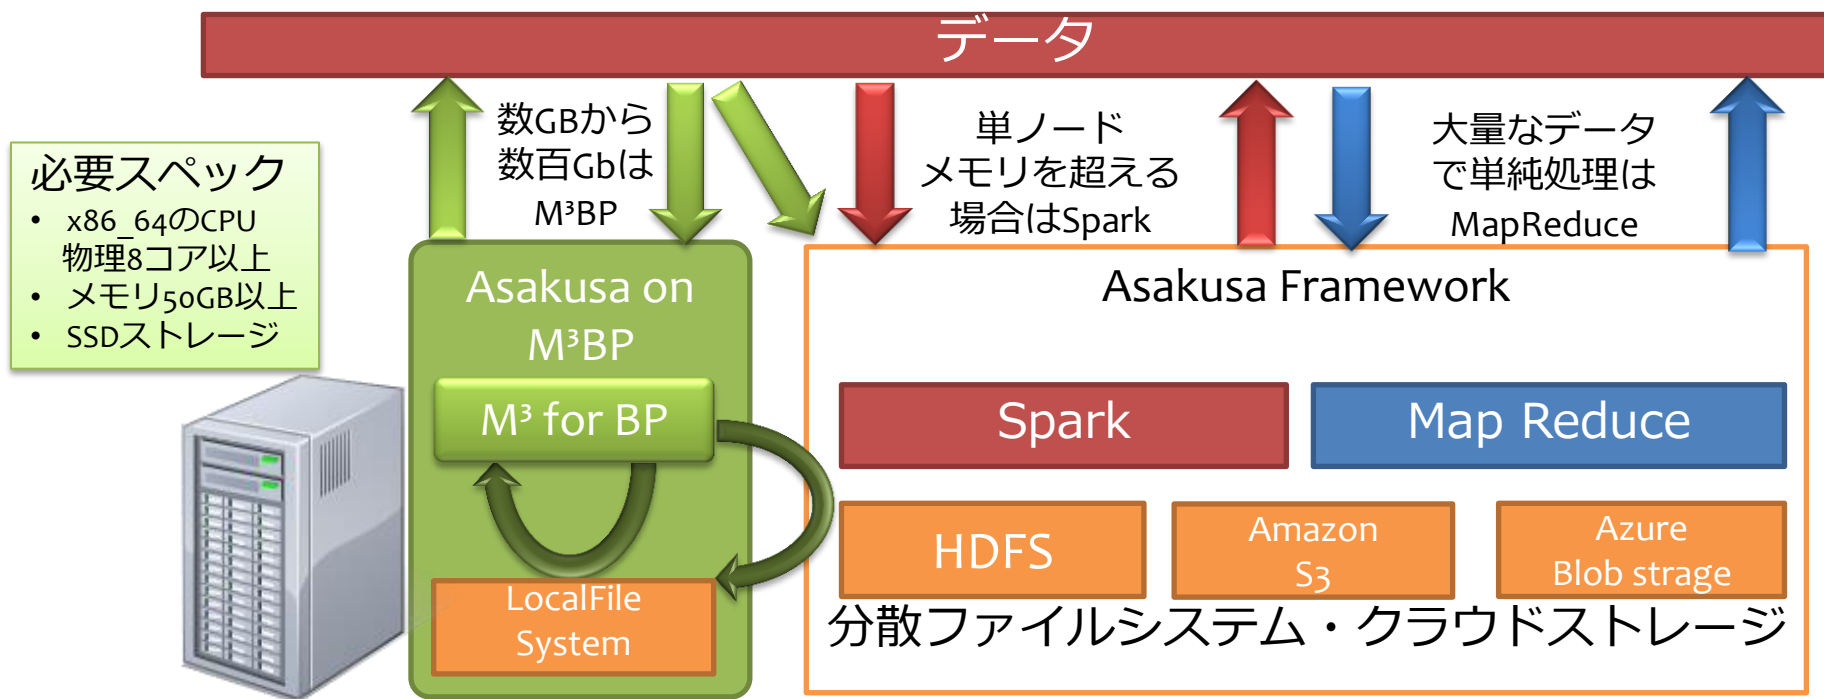 データ
数GBから
数百Gbは
M³BP
単ノード
メモリを超える
場合はSpark
大量なデータ
で単純処理は
MapReduce
必要スペック
• x86_64のCPU
物理8コア以上
• メモリ50GB以上
• SSDストレージ
Asakusa on
M³BP
M³ for BP
LocalFile
System
Asakusa Framework
Spark
Map Reduce
HDFS
Amazon
S3
Azure
Blob strage
分散ファイルシステム・クラウドストレージ